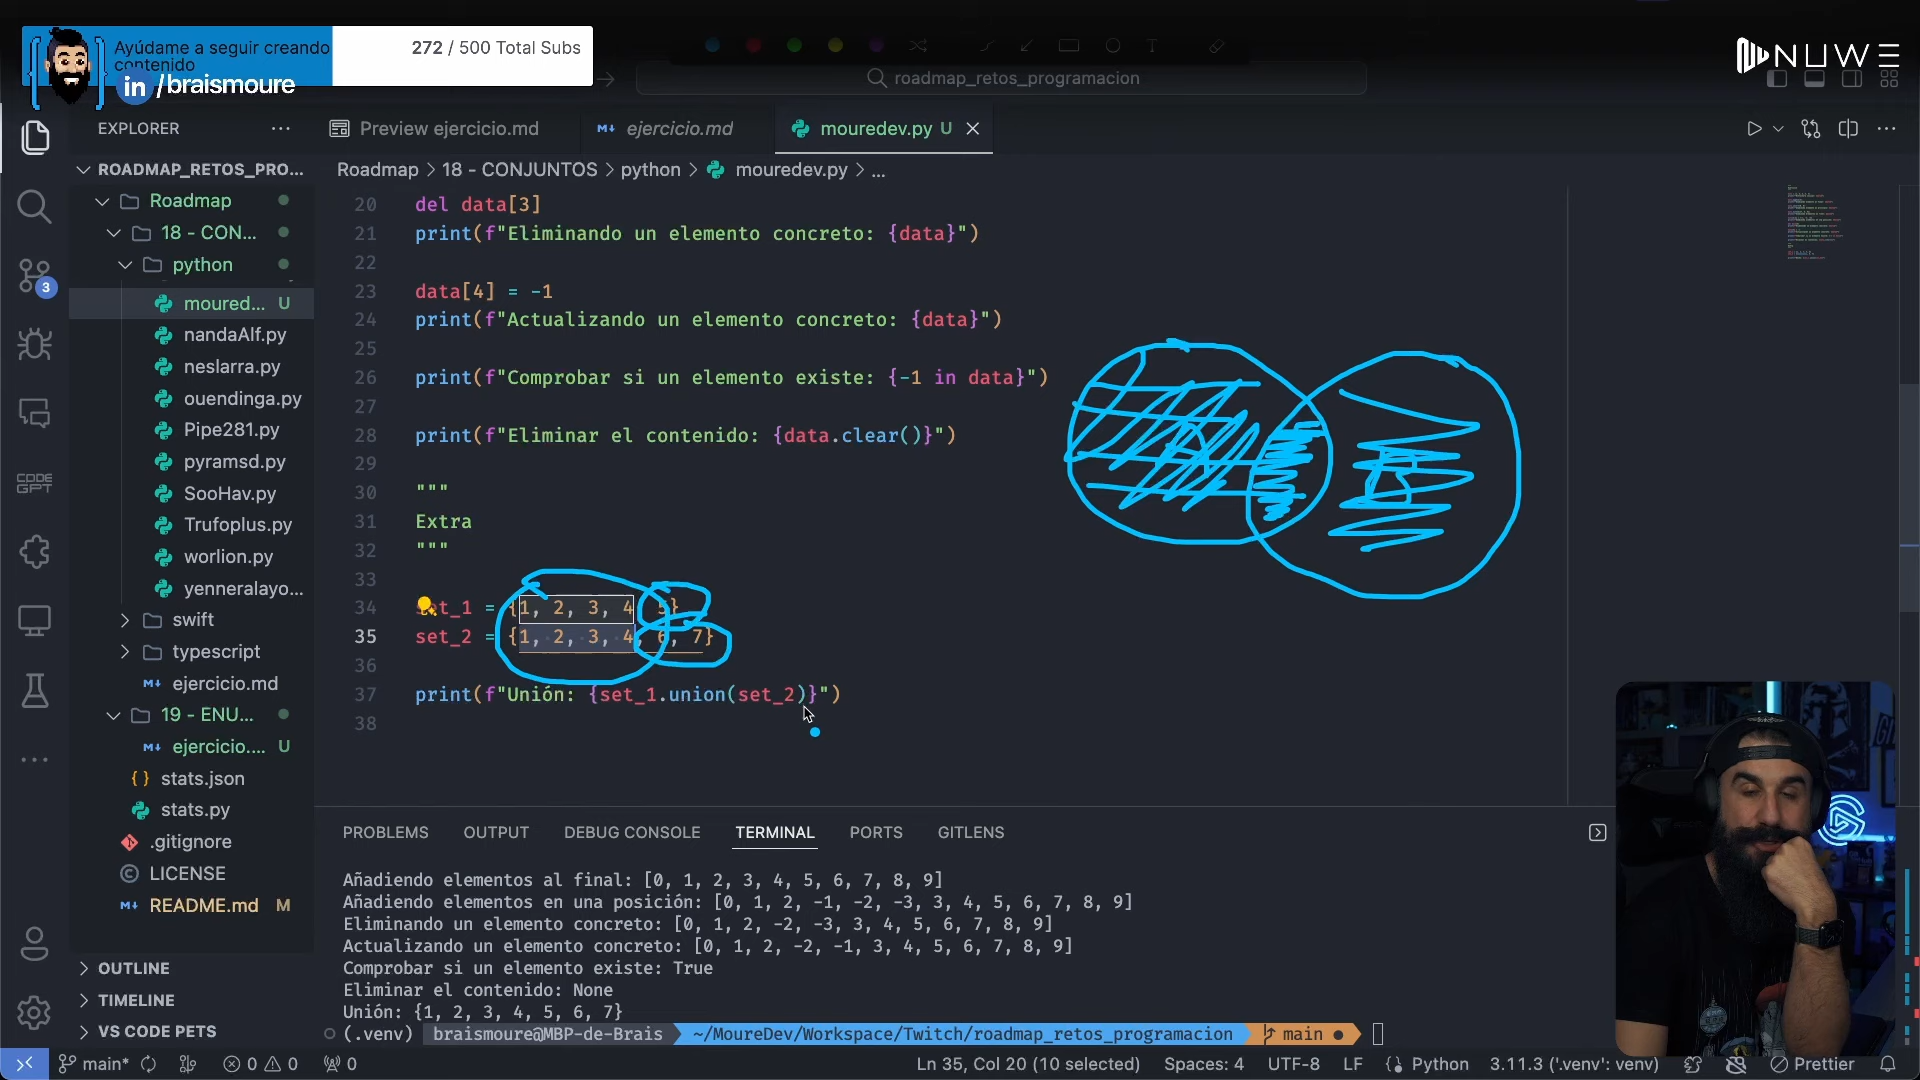 Ayúdame a seguir creando
contenido
272 / 500 Total Subs
in /braismoure
roadmap_retos_programacion
NUWE
EXPLORER
Preview ejercicio.md
ejercicio.md
mouredev.py U
ROADMAP_RETOS_PRO...
Roadmap > 18 - CONJUNTOS > python > mouredev.py > ...
Roadmap
18 - CON...
python
moured... U
nandaAlf.py
neslarra.py
ouendinga.py
Pipe281.py
pyramsd.py
SooHav.py
Trufoplus.py
worlion.py
yenneralayo...
swift
typescript
ejercicio.md
19 - ENU...
ejercicio.... U
stats.json
stats.py
.gitignore
LICENSE
README.md M
OUTLINE
TIMELINE
VS CODE PETS
3
CODE
GPT
20 del data[3]
21 print(f"Eliminando un elemento concreto: {data}")
22
23 data[4] = -1
24 print(f"Actualizando un elemento concreto: {data}")
25
26 print(f"Comprobar si un elemento existe: {-1 in data}")
27
28 print(f"Eliminar el contenido: {data.clear()}")
29
30 """
31 Extra
32 """
33
34 set_1 = {1, 2, 3, 4, 5}
35 set_2 = {1, 2, 3, 4, 6, 7}
36
37 print(f"Unión: {set_1.union(set_2)}")
38
PROBLEMS OUTPUT DEBUG CONSOLE TERMINAL PORTS GITLENS
Añadiendo elementos al final: [0, 1, 2, 3, 4, 5, 6, 7, 8, 9]
Añadiendo elementos en una posición: [0, 1, 2, -1, -2, -3, 3, 4, 5, 6, 7, 8, 9]
Eliminando un elemento concreto: [0, 1, 2, -2, -3, 3, 4, 5, 6, 7, 8, 9]
Actualizando un elemento concreto: [0, 1, 2, -2, -1, 3, 4, 5, 6, 7, 8, 9]
Comprobar si un elemento existe: True
Eliminar el contenido: None
Unión: {1, 2, 3, 4, 5, 6, 7}
(.venv) braismoure@MBP-de-Brais ~/MoureDev/Workspace/Twitch/roadmap_retos_programacion main
main* 0 0 0 Ln 35, Col 20 (10 selected) Spaces: 4 UTF-8 LF Python 3.11.3 ('.venv': venv) Prettier